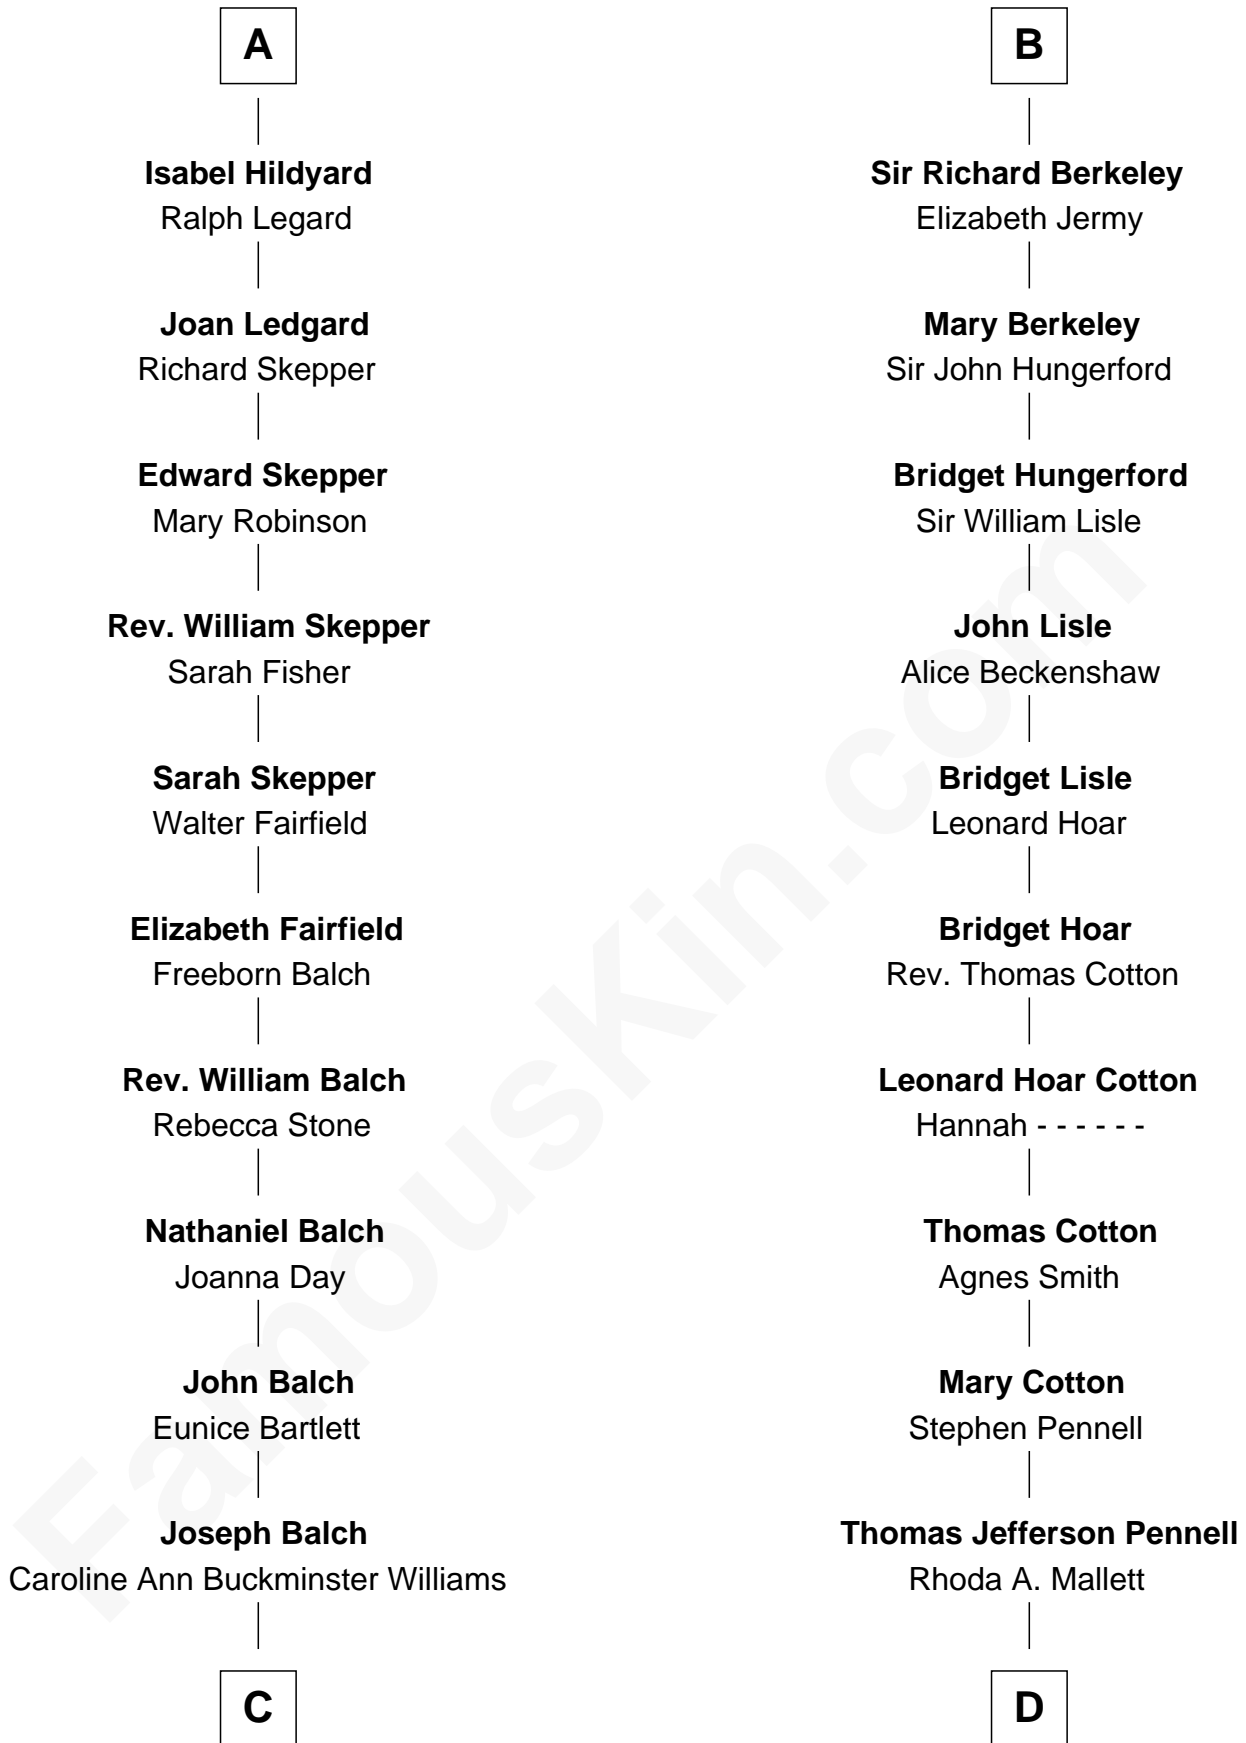 A
Isabel Hildyard
Ralph Legard
Joan Ledgard
Richard Skepper
Edward Skepper
Mary Robinson
Rev. William Skepper
Sarah Fisher
Sarah Skepper
Walter Fairfield
Elizabeth Fairfield
Freeborn Balch
Rev. William Balch
Rebecca Stone
Nathaniel Balch
Joanna Day
John Balch
Eunice Bartlett
Joseph Balch
Caroline Ann Buckminster Williams
C
B
Sir Richard Berkeley
Elizabeth Jermy
Mary Berkeley
Sir John Hungerford
Bridget Hungerford
Sir William Lisle
John Lisle
Alice Beckenshaw
Bridget Lisle
Leonard Hoar
Bridget Hoar
Rev. Thomas Cotton
Leonard Hoar Cotton
Hannah - - - - - -
Thomas Cotton
Agnes Smith
Mary Cotton
Stephen Pennell
Thomas Jefferson Pennell
Rhoda A. Mallett
D
FamousKin.com